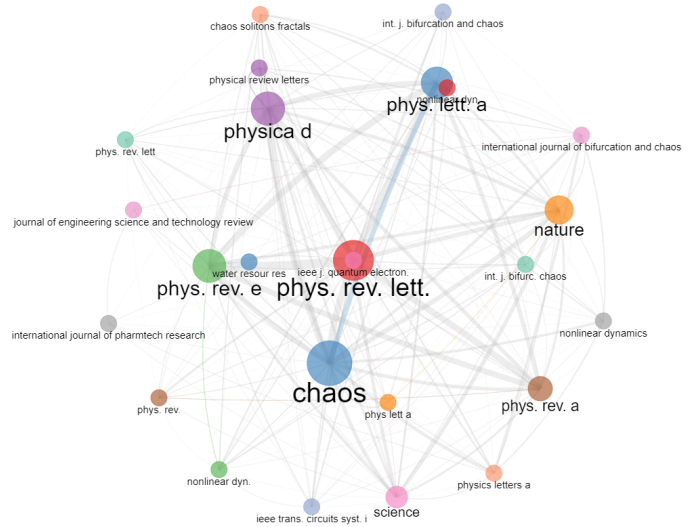 chaos solitons fractals
int. j. bifurcation and chaos
physical review letters
nonlinear dyn.
phys. lett. a
physica d
phys. rev. lett
international journal of bifurcation and chaos
journal of engineering science and technology review
nature
water resour res
ieee j. quantum electron.
int. j. bifurc. chaos
phys. rev. e
phys. rev. lett.
international journal of pharmtech research
nonlinear dynamics
chaos
phys. rev.
phys lett a
phys. rev. a
nonlinear dyn.
physics letters a
science
ieee trans. circuits syst. i